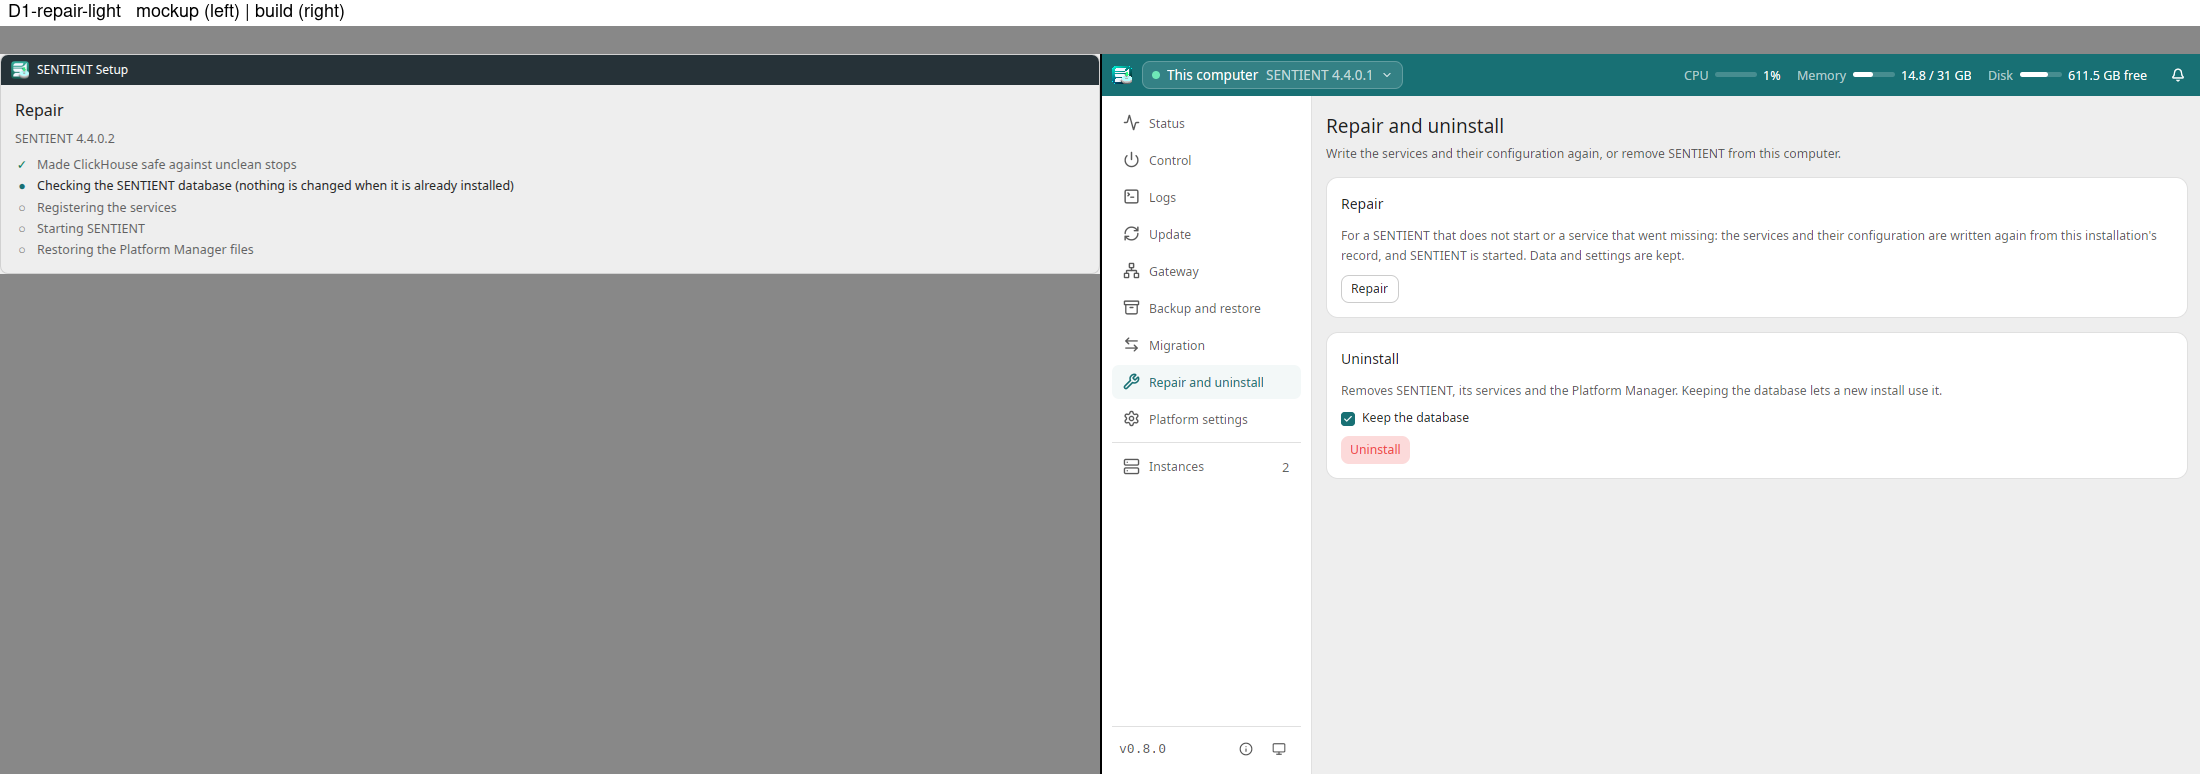 D1-repair-light mockup (left) | build (right)
SENTIENT Setup
Repair
SENTIENT 4.4.0.2
✓ Made ClickHouse safe against unclean stops
● Checking the SENTIENT database (nothing is changed when it is already installed)
○ Registering the services
○ Starting SENTIENT
○ Restoring the Platform Manager files
This computer SENTIENT 4.4.0.1
CPU 1% Memory 14.8 / 31 GB Disk 611.5 GB free
Status
Control
Logs
Update
Gateway
Backup and restore
Migration
Repair and uninstall
Platform settings
Instances 2
v0.8.0
Repair and uninstall
Write the services and their configuration again, or remove SENTIENT from this computer.
Repair
For a SENTIENT that does not start or a service that went missing: the services and their configuration are written again from this installation's
record, and SENTIENT is started. Data and settings are kept.
Repair
Uninstall
Removes SENTIENT, its services and the Platform Manager. Keeping the database lets a new install use it.
Keep the database
Uninstall